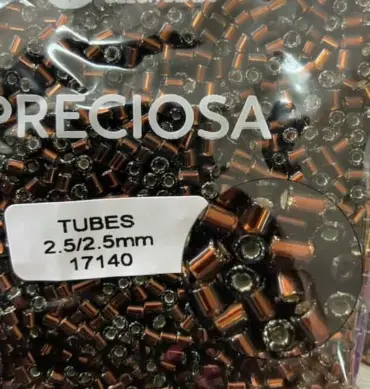 PRECIOSA
TUBES
2.5/2.5mm
17140